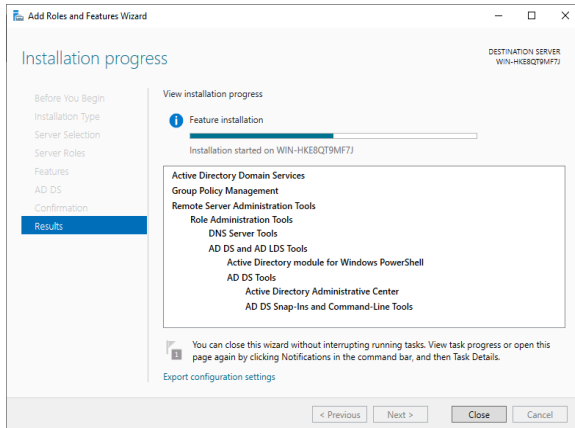 Add Roles and Features Wizard
Installation progress
DESTINATION SERVER
WIN-HKE8QT9MF7J
Before You Begin
Installation Type
Server Selection
Server Roles
Features
AD DS
Confirmation
Results
View installation progress
Feature installation
Installation started on WIN-HKE8QT9MF7J
Active Directory Domain Services
Group Policy Management
Remote Server Administration Tools
Role Administration Tools
DNS Server Tools
AD DS and AD LDS Tools
Active Directory module for Windows PowerShell
AD DS Tools
Active Directory Administrative Center
AD DS Snap-Ins and Command-Line Tools
1
You can close this wizard without interrupting running tasks. View task progress or open this
page again by clicking Notifications in the command bar, and then Task Details.
Export configuration settings
< Previous
Next >
Close
Cancel